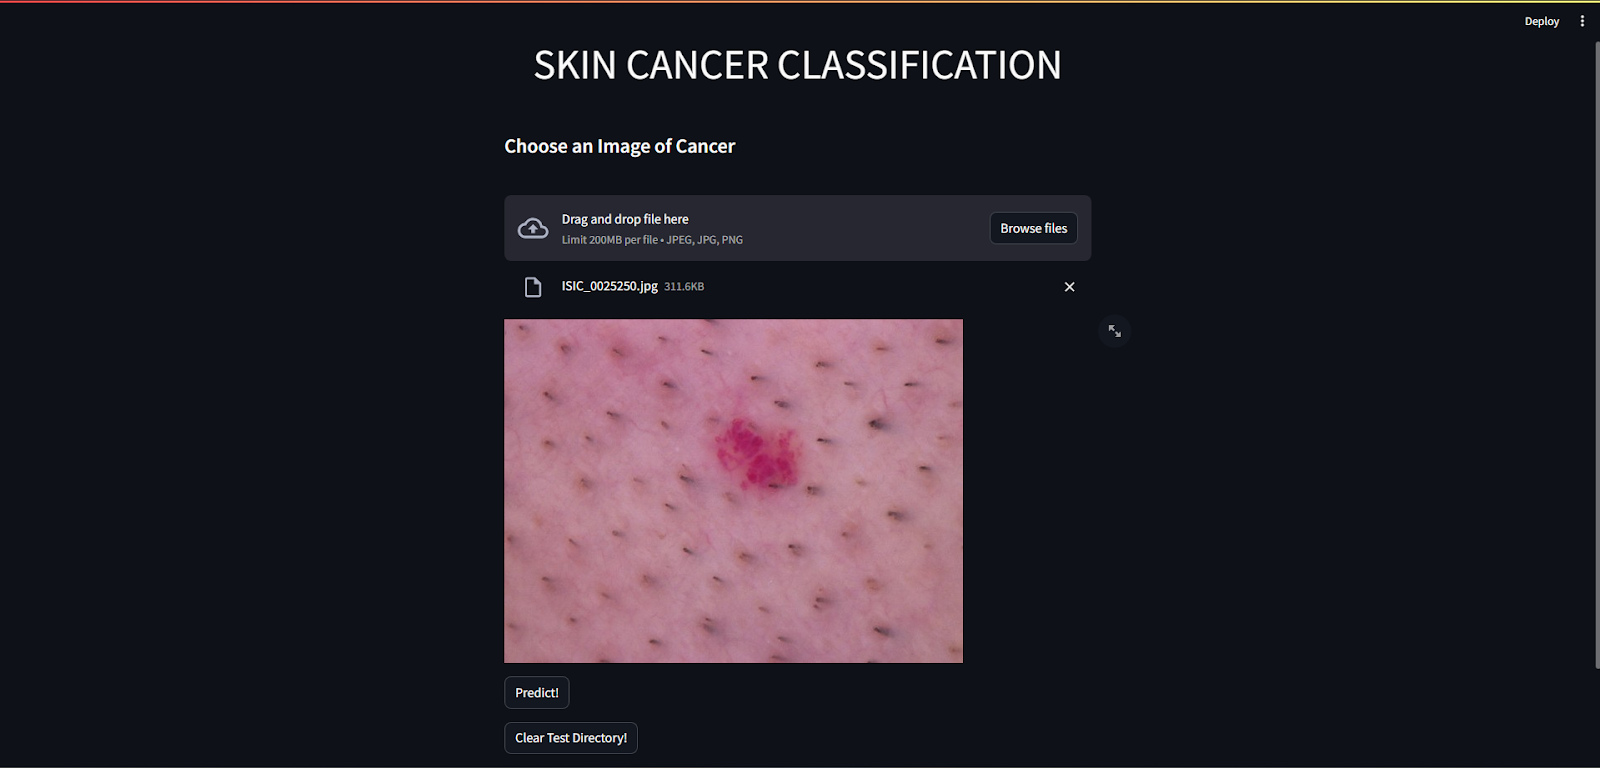 Deploy
SKIN CANCER CLASSIFICATION
Choose an Image of Cancer
Drag and drop file here
Limit 200MB per file • JPEG, JPG, PNG
Browse files
ISIC_0025250.jpg 311.6KB
Predict!
Clear Test Directory!